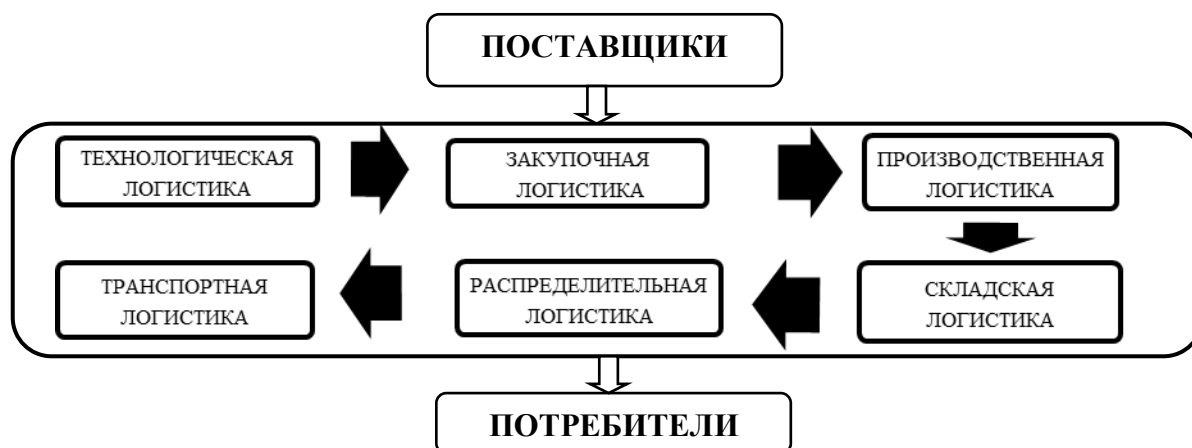 ПОСТАВЩИКИ
ТЕХНОЛОГИЧЕСКАЯ
ЛОГИСТИКА
ЗАКУПОЧНАЯ
ЛОГИСТИКА
ПРОИЗВОДСТВЕННАЯ
ЛОГИСТИКА
ТРАНСПОРТНАЯ
ЛОГИСТИКА
РАСПРЕДЕЛИТЕЛЬНАЯ
ЛОГИСТИКА
СКЛАДСКАЯ
ЛОГИСТИКА
ПОТРЕБИТЕЛИ